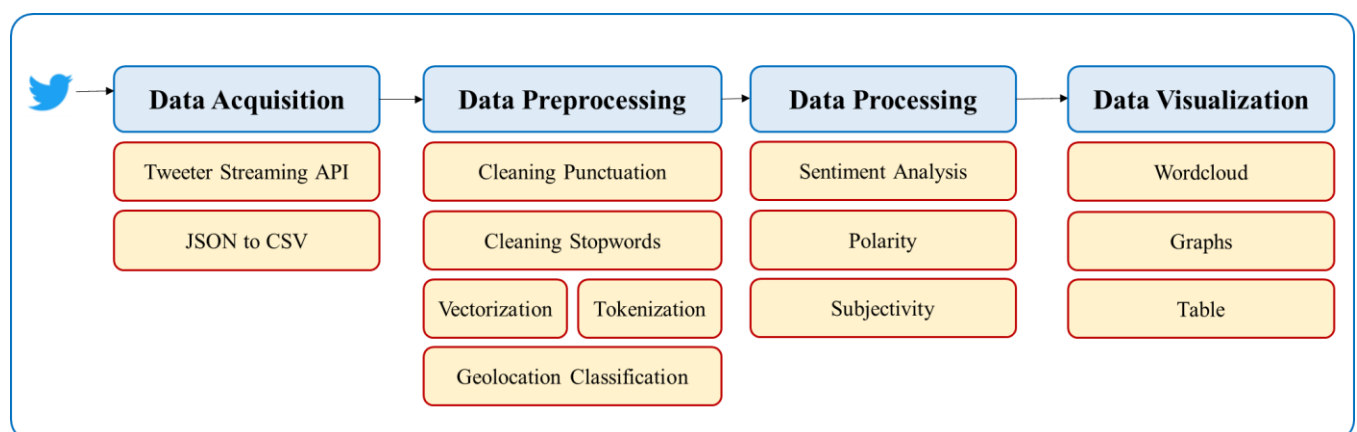 Data Acquisition
Tweeter Streaming API
JSON to CSV
Data Preprocessing
Cleaning Punctuation
Cleaning Stopwords
Vectorization
Tokenization
Geolocation Classification
Data Processing
Sentiment Analysis
Polarity
Subjectivity
Data Visualization
Wordcloud
Graphs
Table